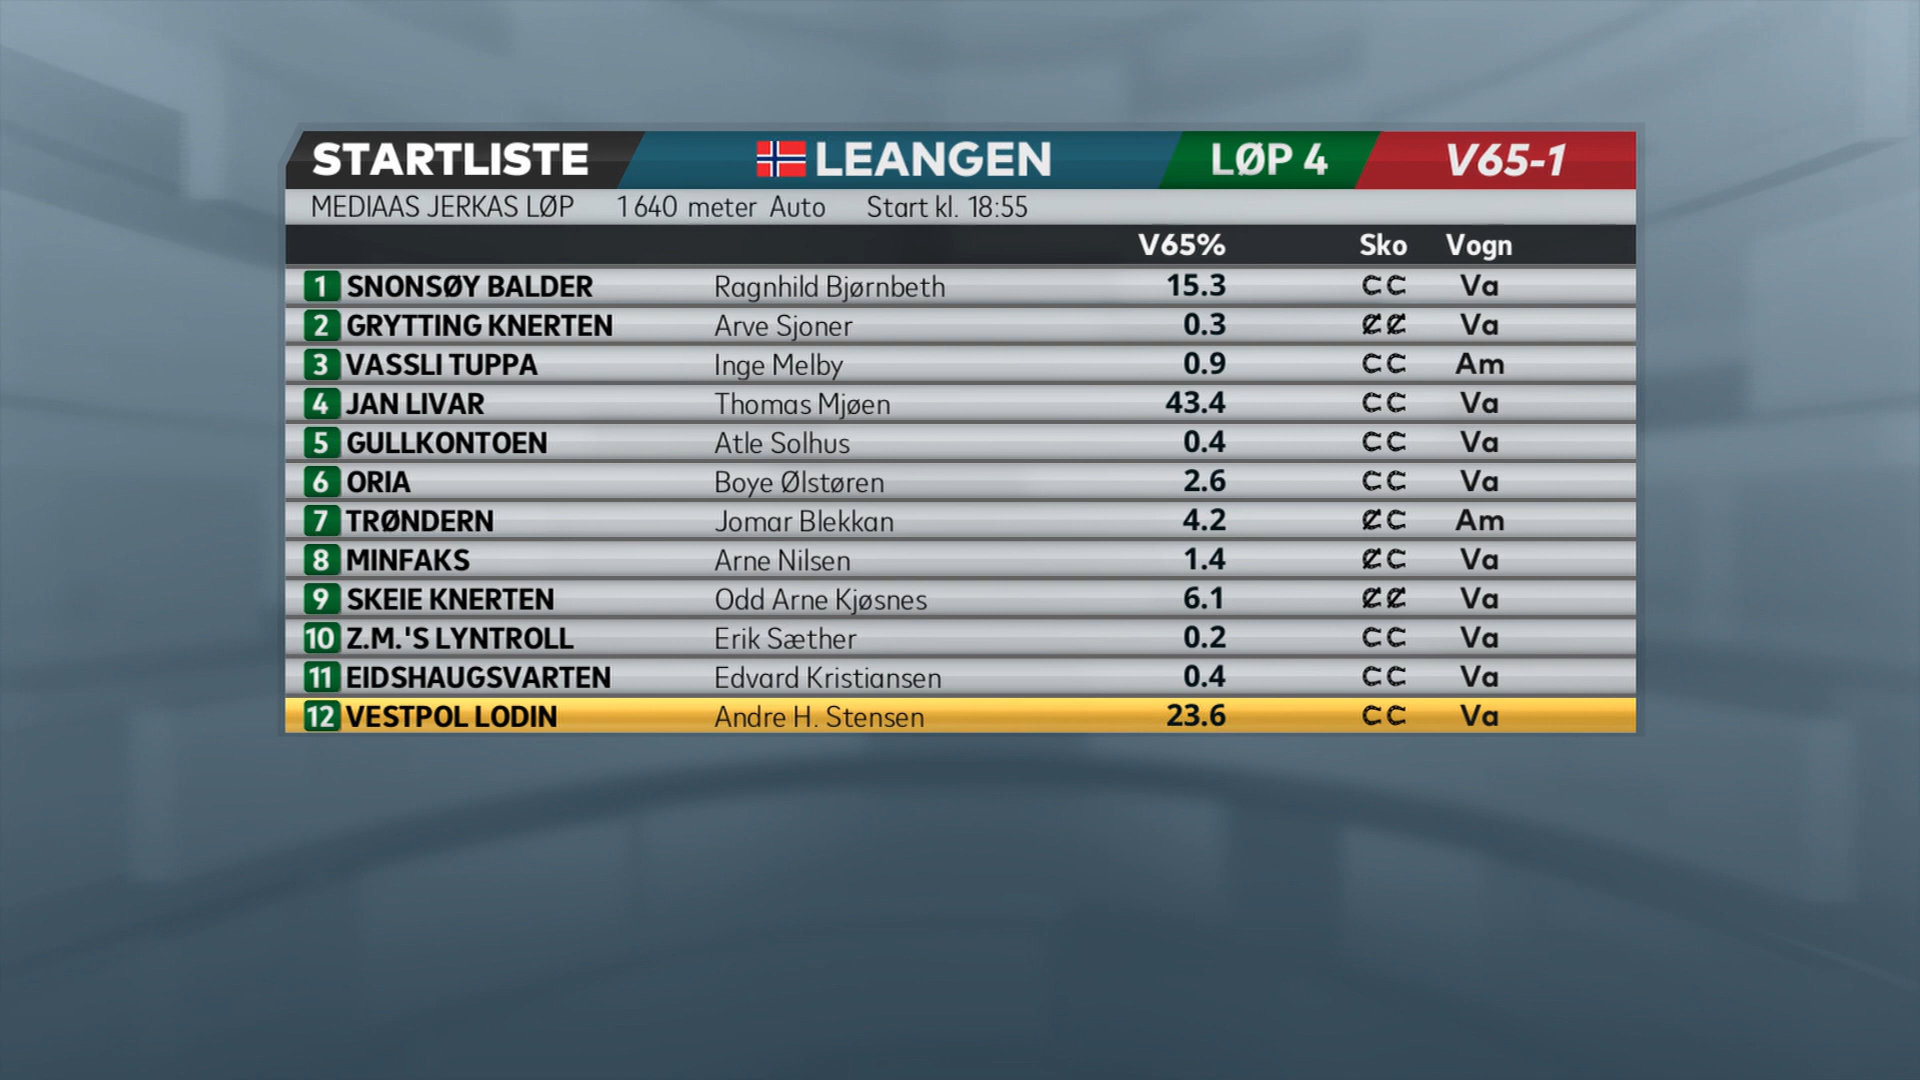 STARTLISTE LEANGEN LØP 4 V65-1
MEDIAAS JERKAS LØP 1 640 meter Auto Start kl. 18:55
V65% Sko Vogn
1 SNONSØY BALDER Ragnhild Bjørnbeth 15.3 Va
2 GRYTTING KNERTEN Arve Sjoner 0.3 Va
3 VASSLI TUPPA Inge Melby 0.9 Am
4 JAN LIVAR Thomas Mjøen 43.4 Va
5 GULLKONTOEN Atle Solhus 0.4 Va
6 ORIA Boye Ølstøren 2.6 Va
7 TRØNDERN Jomar Blekkan 4.2 Am
8 MINFAKS Arne Nilsen 1.4 Va
9 SKEIE KNERTEN Odd Arne Kjøsnes 6.1 Va
10 Z.M.'S LYNTROLL Erik Sæther 0.2 Va
11 EIDSHAUGSVARTEN Edvard Kristiansen 0.4 Va
12 VESTPOL LODIN Andre H. Stensen 23.6 Va